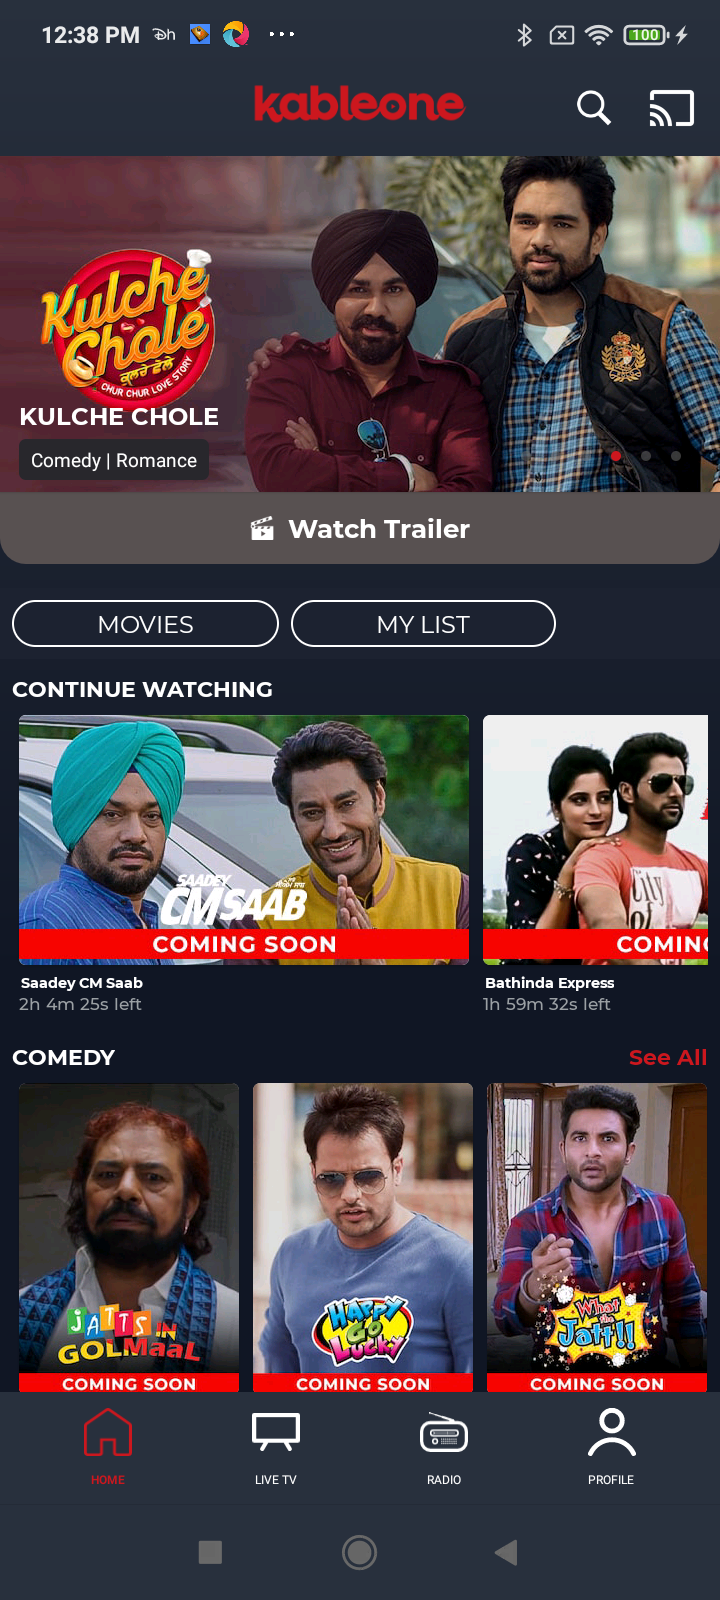 12:38 PM
100
kableone
Kulche
Chole
ਕੁਲਚੇ ਛੋਲੇ
CHUR CHUR LOVE STORY
KULCHE CHOLE
Comedy | Romance
Watch Trailer
MOVIES
MY LIST
CONTINUE WATCHING
SAADEY
CM SAAB
COMING SOON
City
of
COMING
Saadey CM Saab
2h 4m 25s left
Bathinda Express
1h 59m 32s left
COMEDY
See All
JATTS IN
GOLMAAL
HAPPY
GO
LUCKY
What
the
Jatt!!
COMING SOON
COMING SOON
COMING SOON
HOME
LIVE TV
RADIO
PROFILE